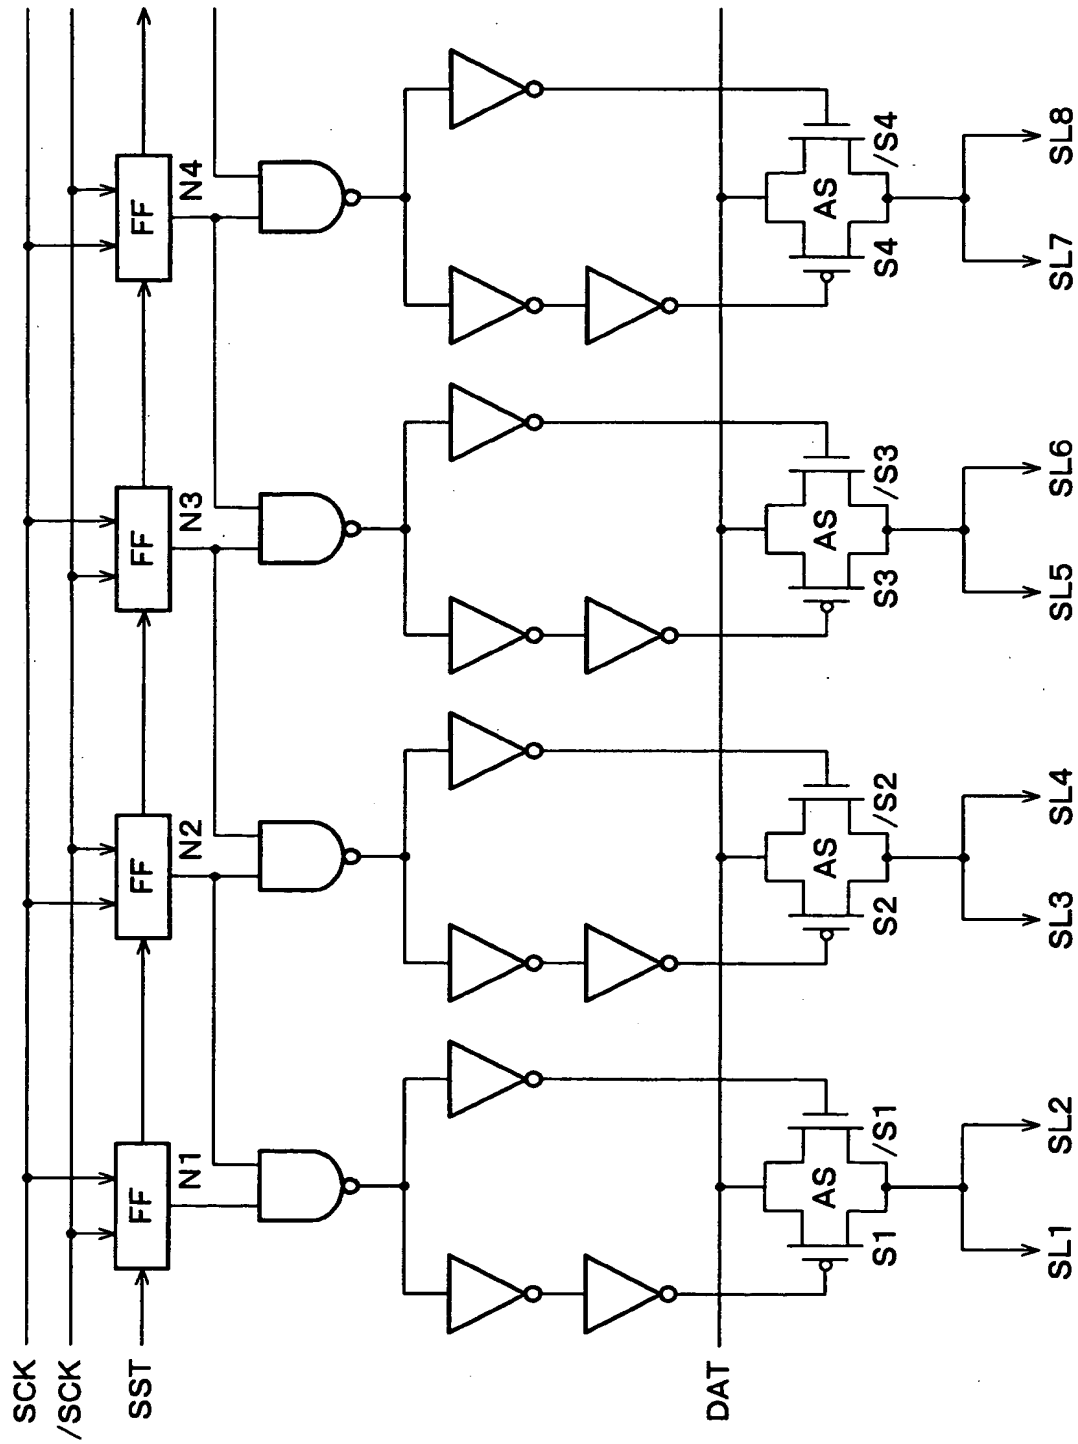 SCK
/SCK
SST
FF
FF
FF
FF
N1
N2
N3
N4
DAT
AS
AS
AS
AS
S1
/S1
S2
/S2
S3
/S3
S4
/S4
SL1
SL2
SL3
SL4
SL5
SL6
SL7
SL8